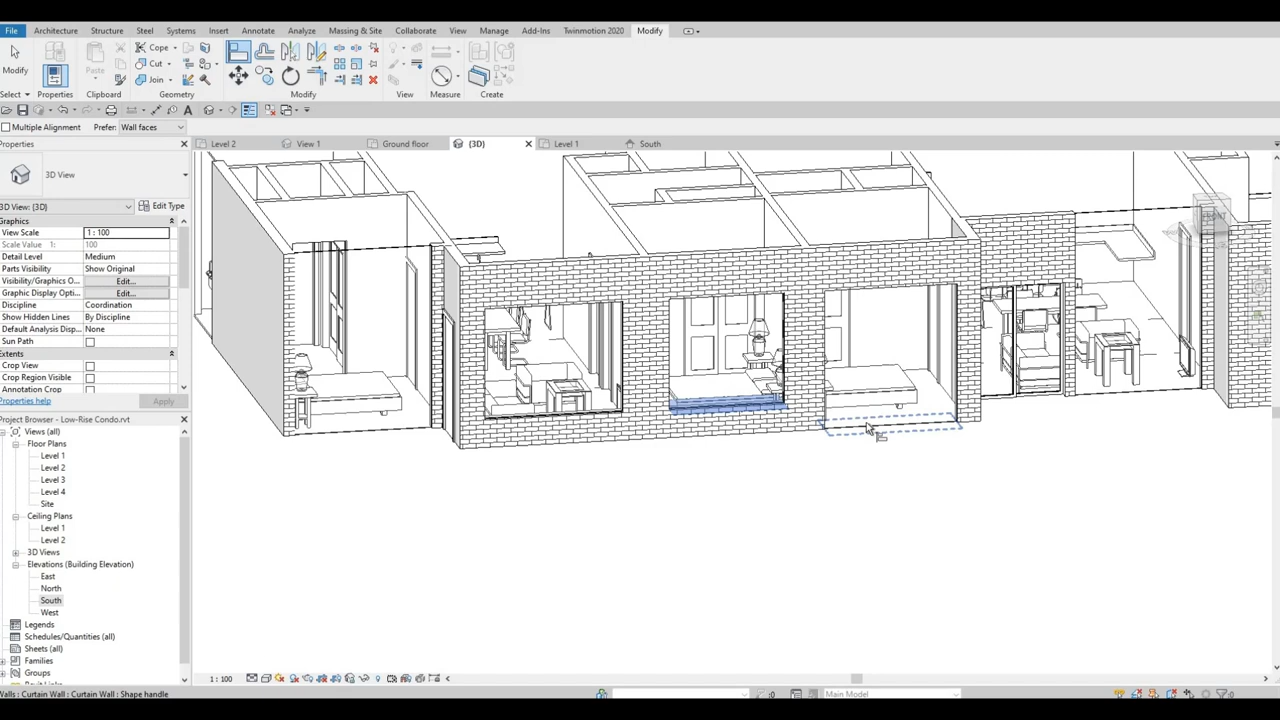 File Architecture Structure Steel Systems Insert Annotate Analyze Massing & Site Collaborate View Manage Add-Ins Twinmotion 2020 Modify
Modify
Paste
Cope
Cut
Join
Select Properties Clipboard Geometry Modify View Measure Create
Multiple Alignment Prefer: Wall faces
Properties
Level 2 View 1 Ground floor {3D} Level 1 South
3D View
3D View: {3D} Edit Type
Graphics
View Scale 1 : 100
Scale Value 1: 100
Detail Level Medium
Parts Visibility Show Original
Visibility/Graphics O... Edit...
Graphic Display Opti... Edit...
Discipline Coordination
Show Hidden Lines By Discipline
Default Analysis Disp... None
Sun Path
Extents
Crop View
Crop Region Visible
Annotation Crop
Properties help Apply
Project Browser - Low-Rise Condo.rvt
Views (all)
Floor Plans
Level 1
Level 2
Level 3
Level 4
Site
Ceiling Plans
Level 1
Level 2
3D Views
Elevations (Building Elevation)
East
North
South
West
Legends
Schedules/Quantities (all)
Sheets (all)
Families
Groups
Revit Links
FRONT
1 : 100
Walls : Curtain Wall : Curtain Wall : Shape handle
:0
Main Model
:0